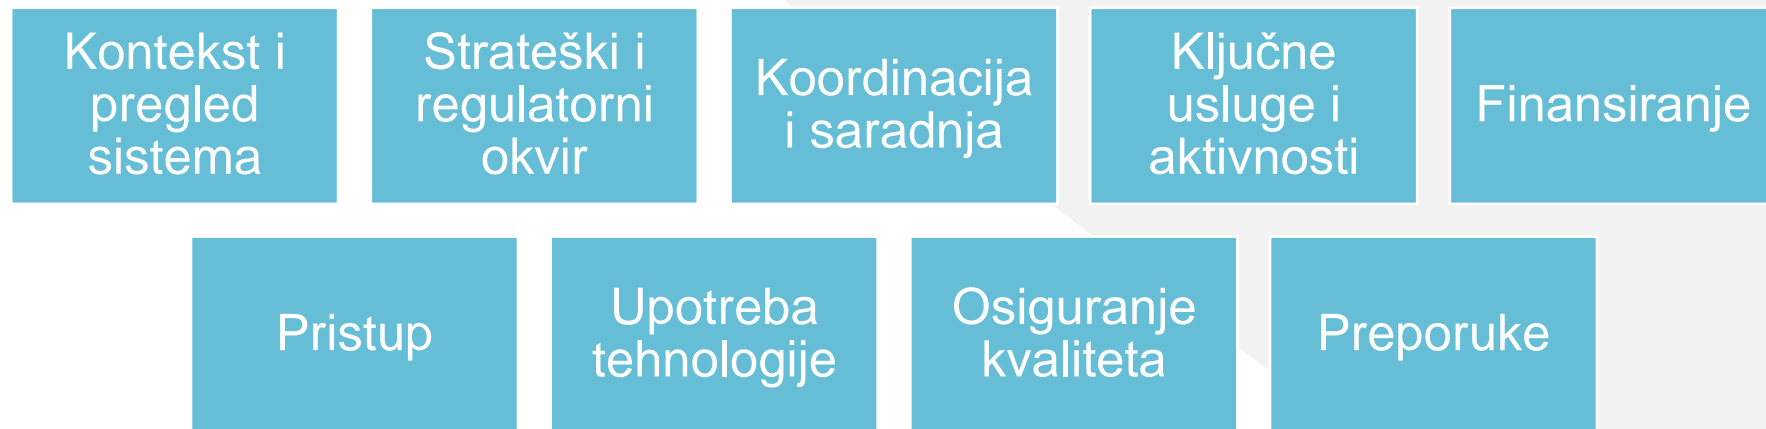 Kontekst i
pregled
sistema
Strateški i
regulatorni
okvir
Koordinacija
i saradnja
Ključne
usluge i
aktivnosti
Finansiranje
Pristup
Upotreba
tehnologije
Osiguranje
kvaliteta
Preporuke